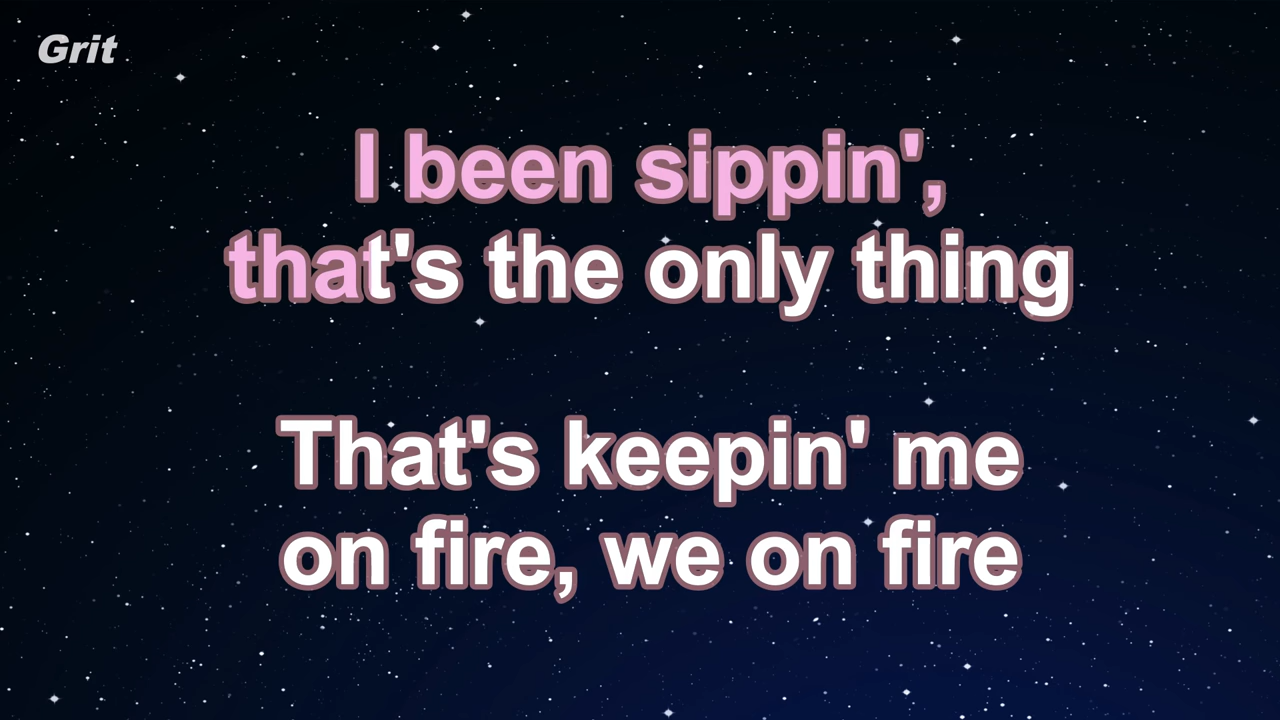 Grit
I been sippin',
that's the only thing
That's keepin' me
on fire, we on fire